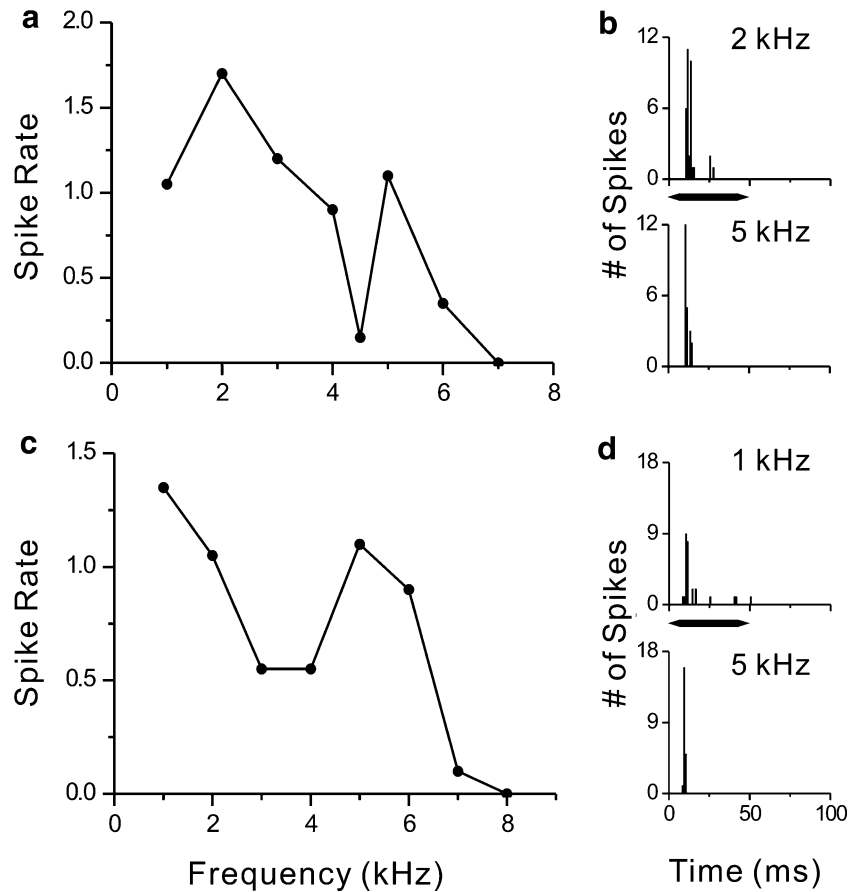 a
2.0
1.5
1.0
0.5
0.0
Spike Rate
0 2 4 6 8
b
2 kHz
12
6
0
5 kHz
12
6
0
# of Spikes
c
1.5
1.0
0.5
0.0
Spike Rate
0 2 4 6 8
Frequency (kHz)
d
1 kHz
18
9
0
5 kHz
18
9
0
# of Spikes
0 50 100
Time (ms)